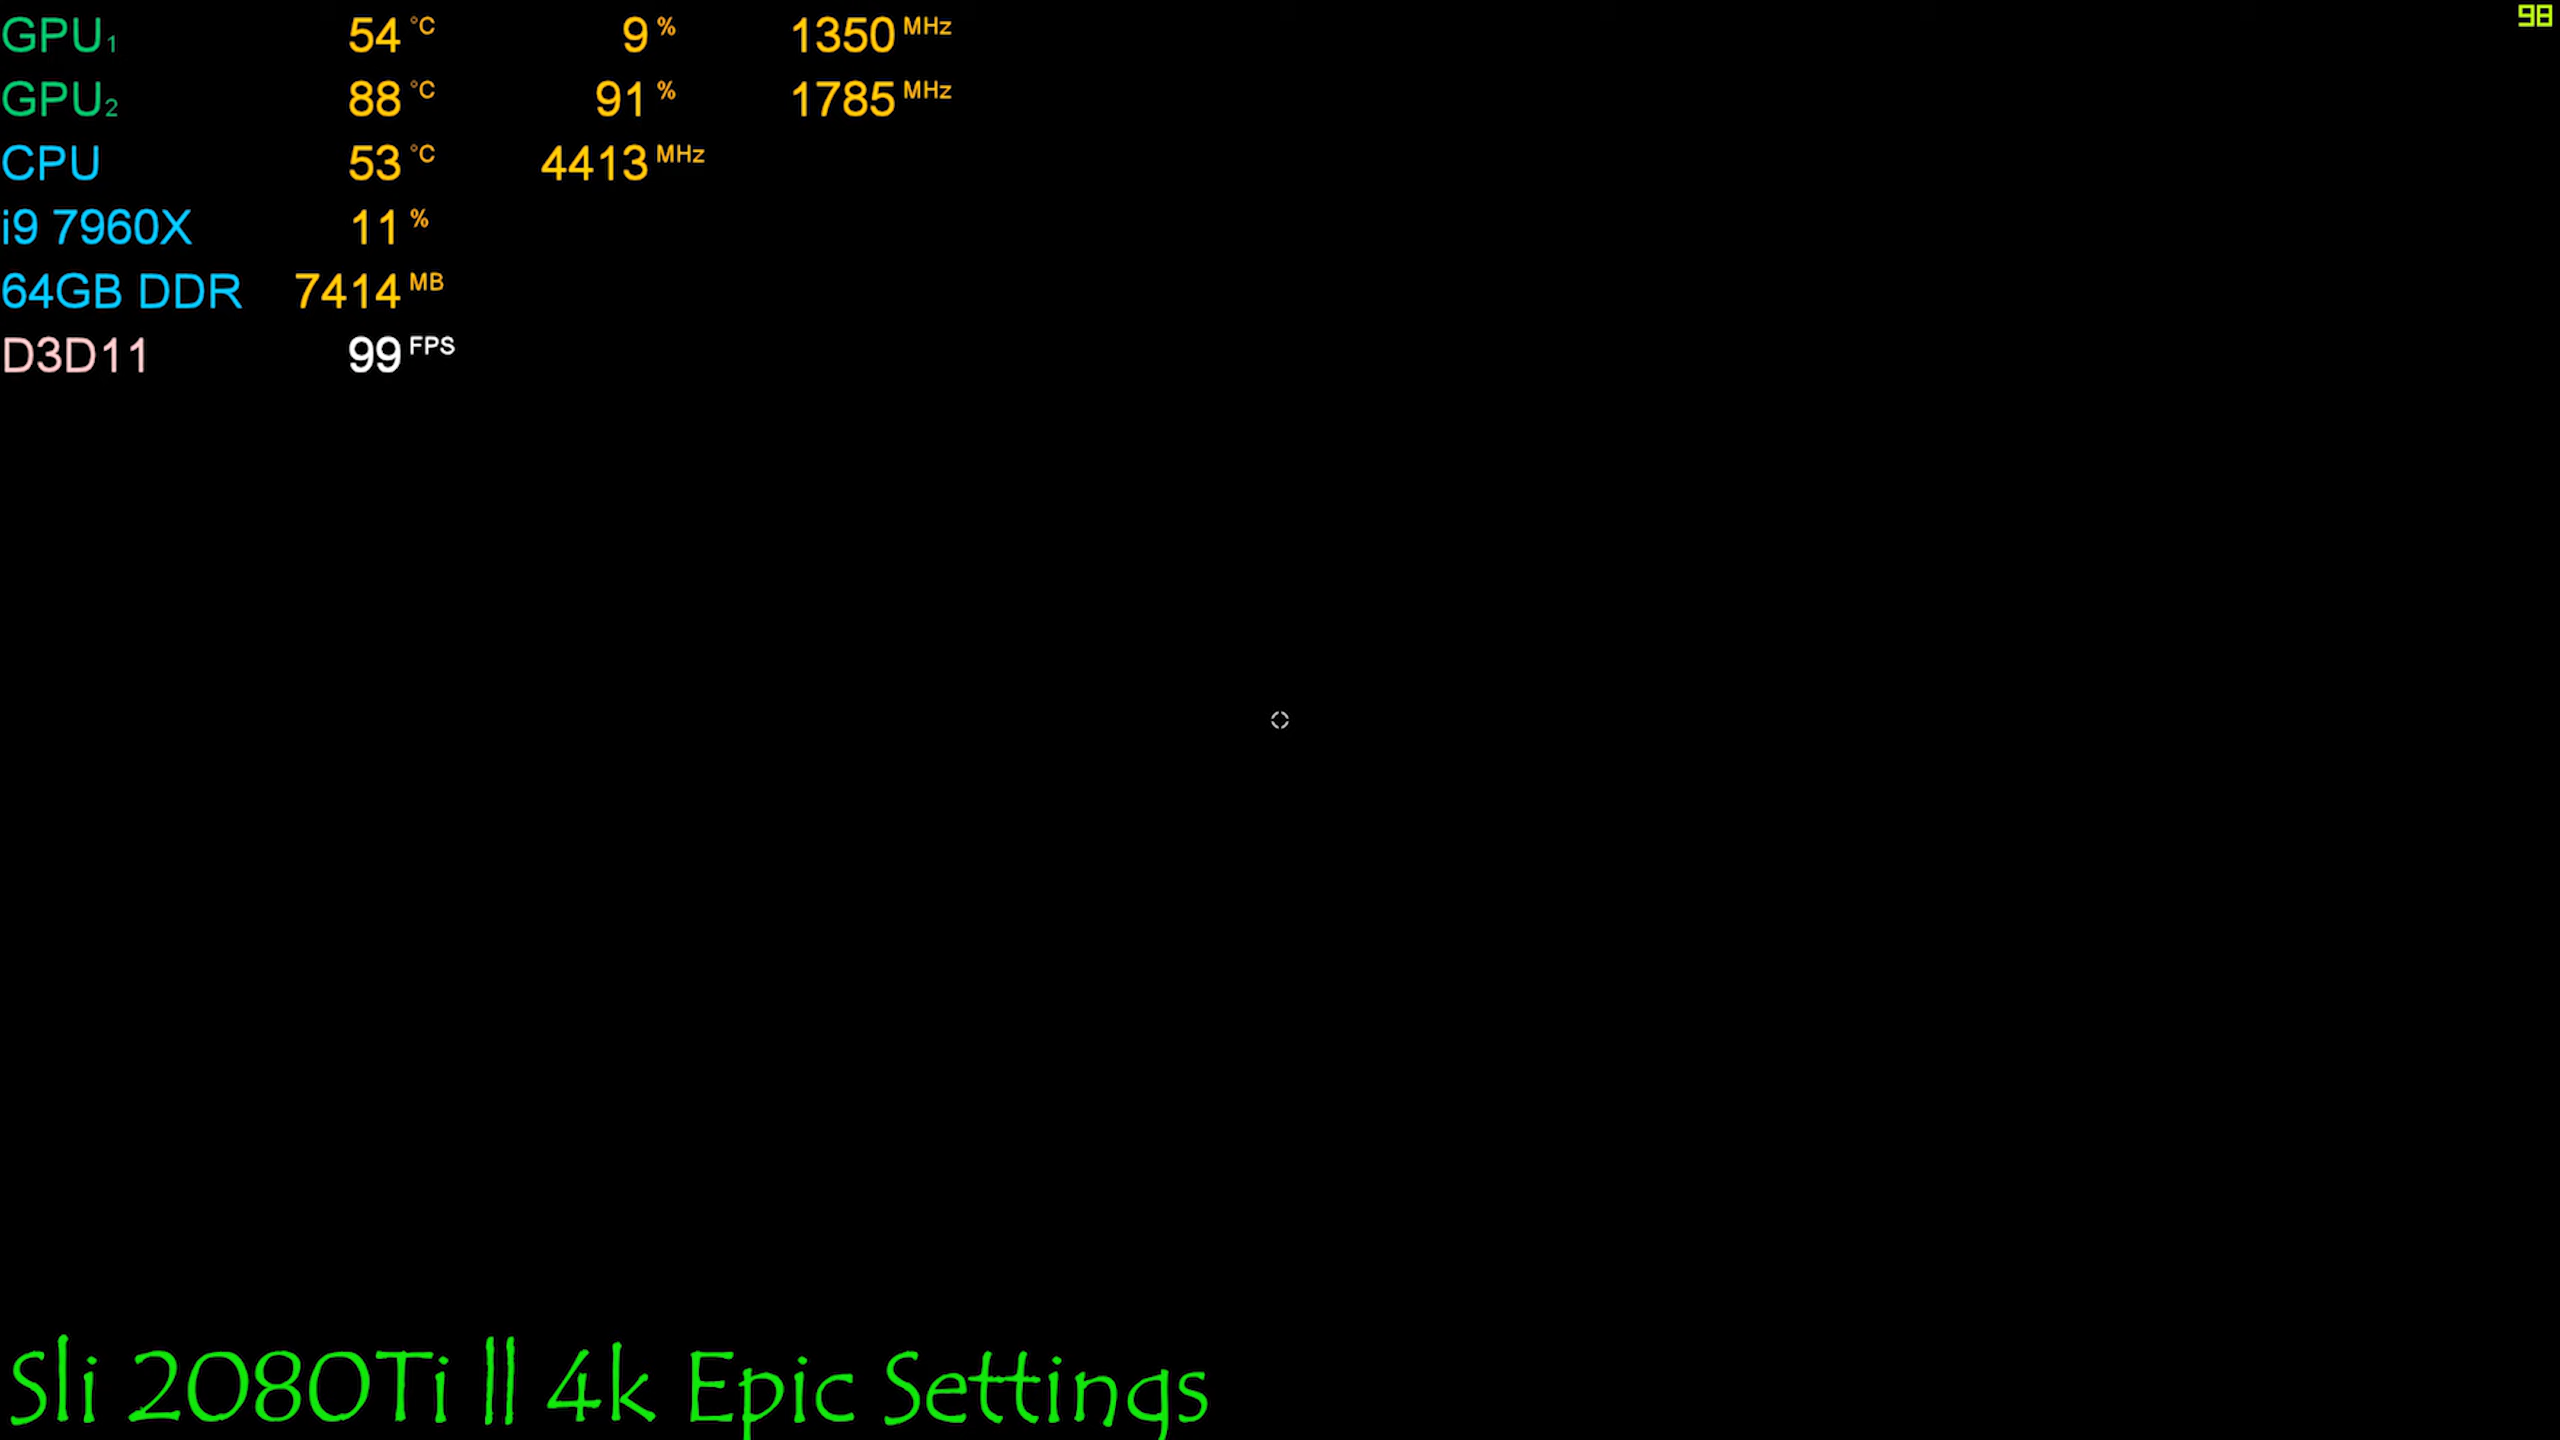 GPU1 54 °C 9 % 1350 MHz 98
GPU2 88 °C 91 % 1785 MHz
CPU 53 °C 4413 MHz
i9 7960X 11 %
64GB DDR 7414 MB
D3D11 99 FPS
Sli 2080Ti || 4k Epic Settings